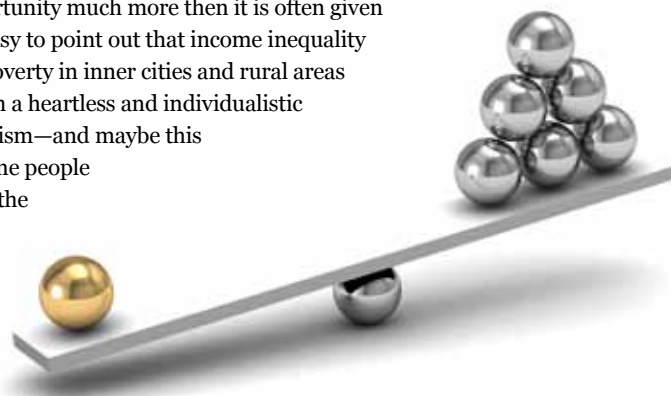 rtunity much more then it is often given
sy to point out that income inequality
overty in inner cities and rural areas
n a heartless and individualistic
ism—and maybe this
ne people
the